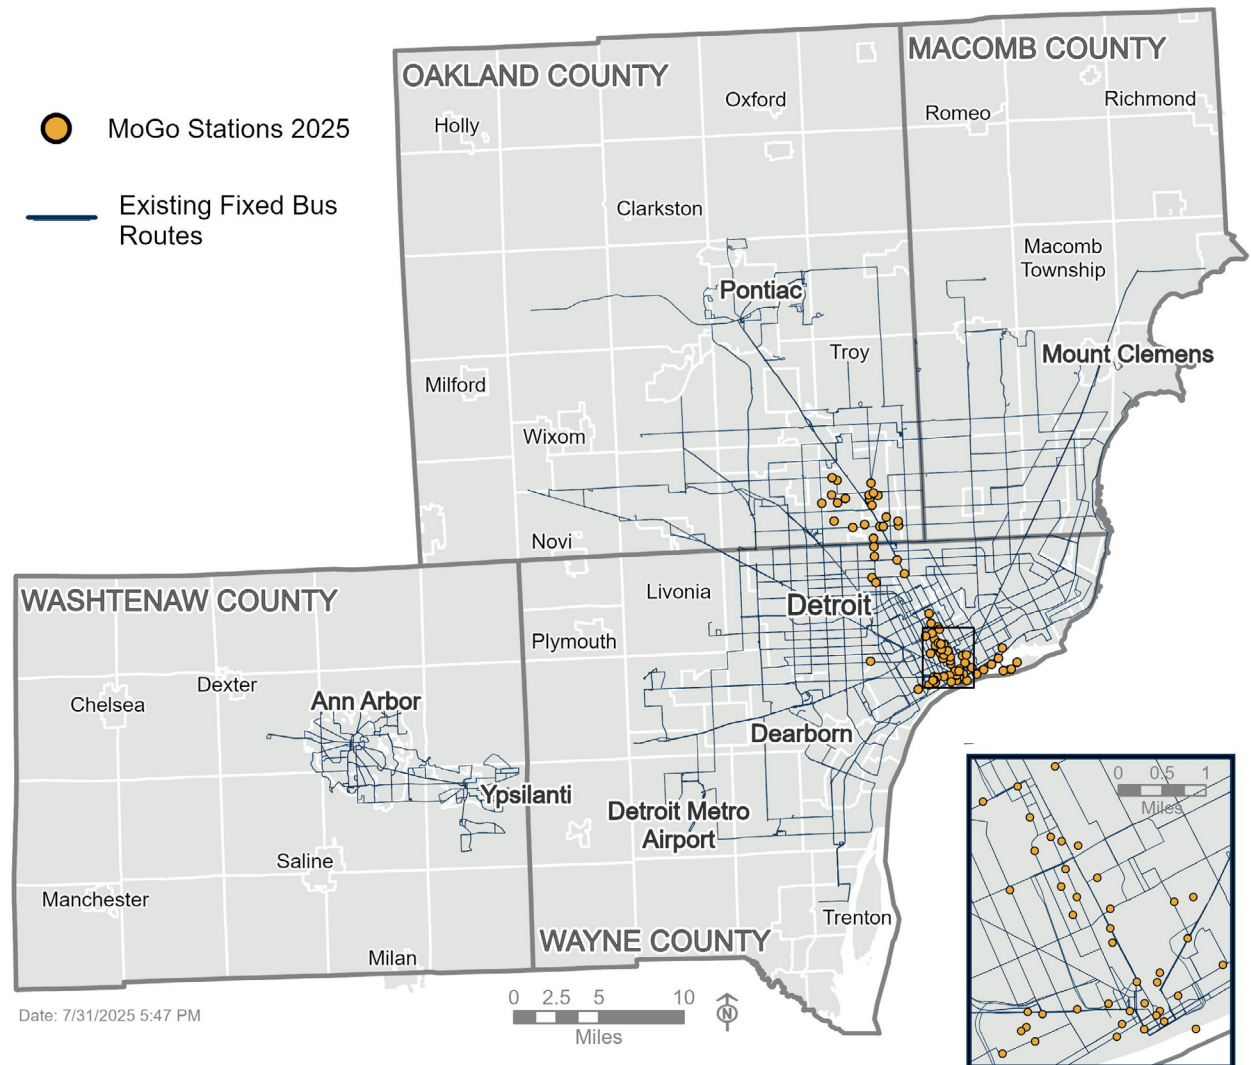 OAKLAND COUNTY
MACOMB COUNTY
Oxford
Richmond
Holly
Romeo
MoGo Stations 2025
Existing Fixed Bus
Routes
Clarkston
Macomb
Township
Pontiac
Troy
Mount Clemens
Milford
Wixom
Novi
WASHTENAW COUNTY
Livonia
Detroit
Plymouth
Dexter
Chelsea
Ann Arbor
Dearborn
Ypsilanti
Detroit Metro
Airport
0 0.5 1
Miles
Saline
Manchester
Trenton
WAYNE COUNTY
Milan
0 2.5 5 10
Miles
N
Date: 7/31/2025 5:47 PM